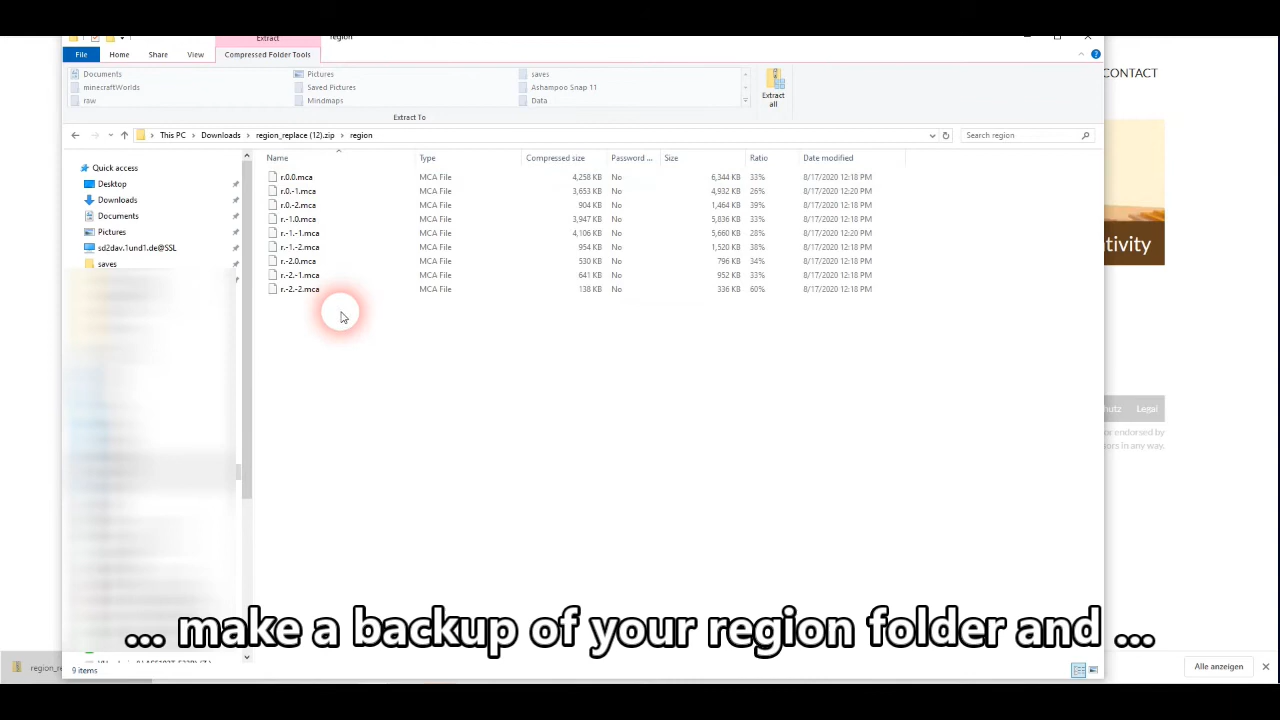 Extract
region
File Home Share View Compressed Folder Tools
Documents Pictures saves
minecraftWorlds Saved Pictures Ashampoo Snap 11
raw Mindmaps Data
Extract all
Extract To
This PC > Downloads > region_replace (12).zip > region
Search region
Name Type Compressed size Password ... Size Ratio Date modified
r.0.0.mca MCA File 4,258 KB No 6,344 KB 33% 8/17/2020 12:18 PM
r.0.-1.mca MCA File 3,653 KB No 4,932 KB 26% 8/17/2020 12:20 PM
r.0.-2.mca MCA File 904 KB No 1,464 KB 39% 8/17/2020 12:18 PM
r.-1.0.mca MCA File 3,947 KB No 5,836 KB 33% 8/17/2020 12:18 PM
r.-1.-1.mca MCA File 4,106 KB No 5,660 KB 28% 8/17/2020 12:20 PM
r.-1.-2.mca MCA File 954 KB No 1,520 KB 38% 8/17/2020 12:18 PM
r.-2.0.mca MCA File 530 KB No 796 KB 34% 8/17/2020 12:18 PM
r.-2.-1.mca MCA File 641 KB No 952 KB 33% 8/17/2020 12:18 PM
r.-2.-2.mca MCA File 138 KB No 336 KB 60% 8/17/2020 12:18 PM
Quick access
Desktop
Downloads
Documents
Pictures
sd2dav.1und1.de@SSL
saves
CONTACT
ativity
hutz Legal
or endorsed by
ors in any way.
... make a backup of your region folder and ...
region_re
9 items
Alle anzeigen